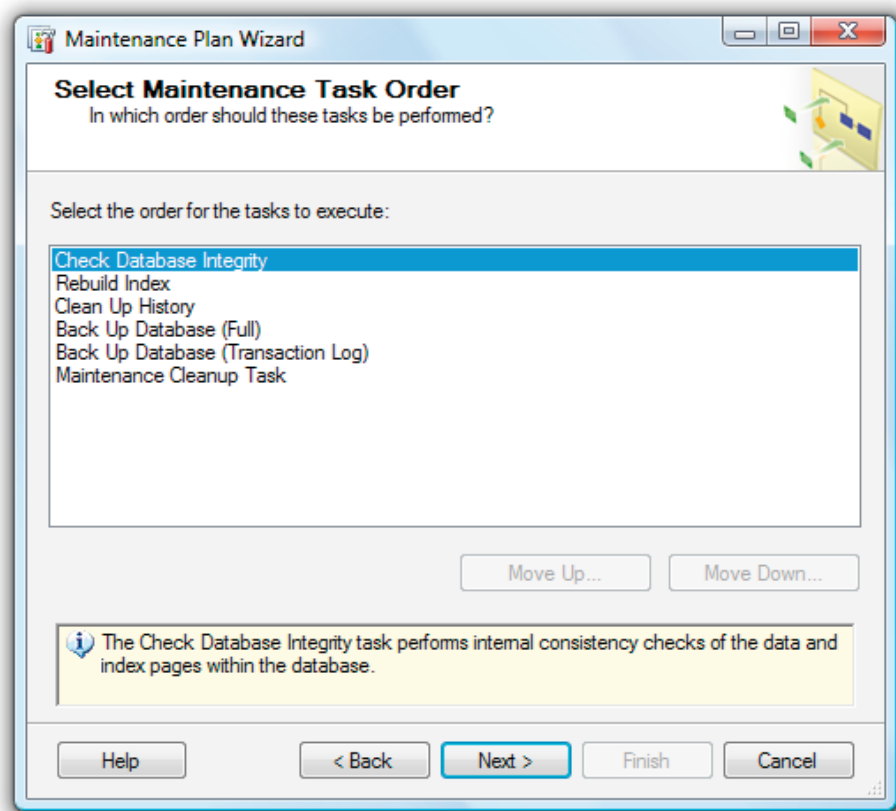 Maintenance Plan Wizard
Select Maintenance Task Order
In which order should these tasks be performed?
Select the order for the tasks to execute:
Check Database Integrity
Rebuild Index
Clean Up History
Back Up Database (Full)
Back Up Database (Transaction Log)
Maintenance Cleanup Task
Move Up...
Move Down...
The Check Database Integrity task performs internal consistency checks of the data and
index pages within the database.
Help
< Back
Next >
Finish
Cancel